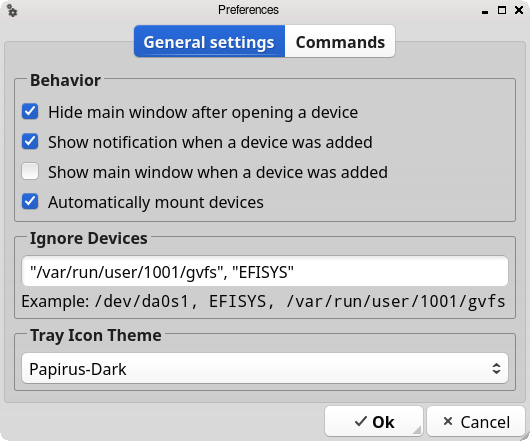 Preferences
General settings
Commands
Behavior
Hide main window after opening a device
Show notification when a device was added
Show main window when a device was added
Automatically mount devices
Ignore Devices
"/var/run/user/1001/gvfs", "EFISYS"
Example: /dev/da0s1, EFISYS, /var/run/user/1001/gvfs
Tray Icon Theme
Papirus-Dark
Ok
Cancel